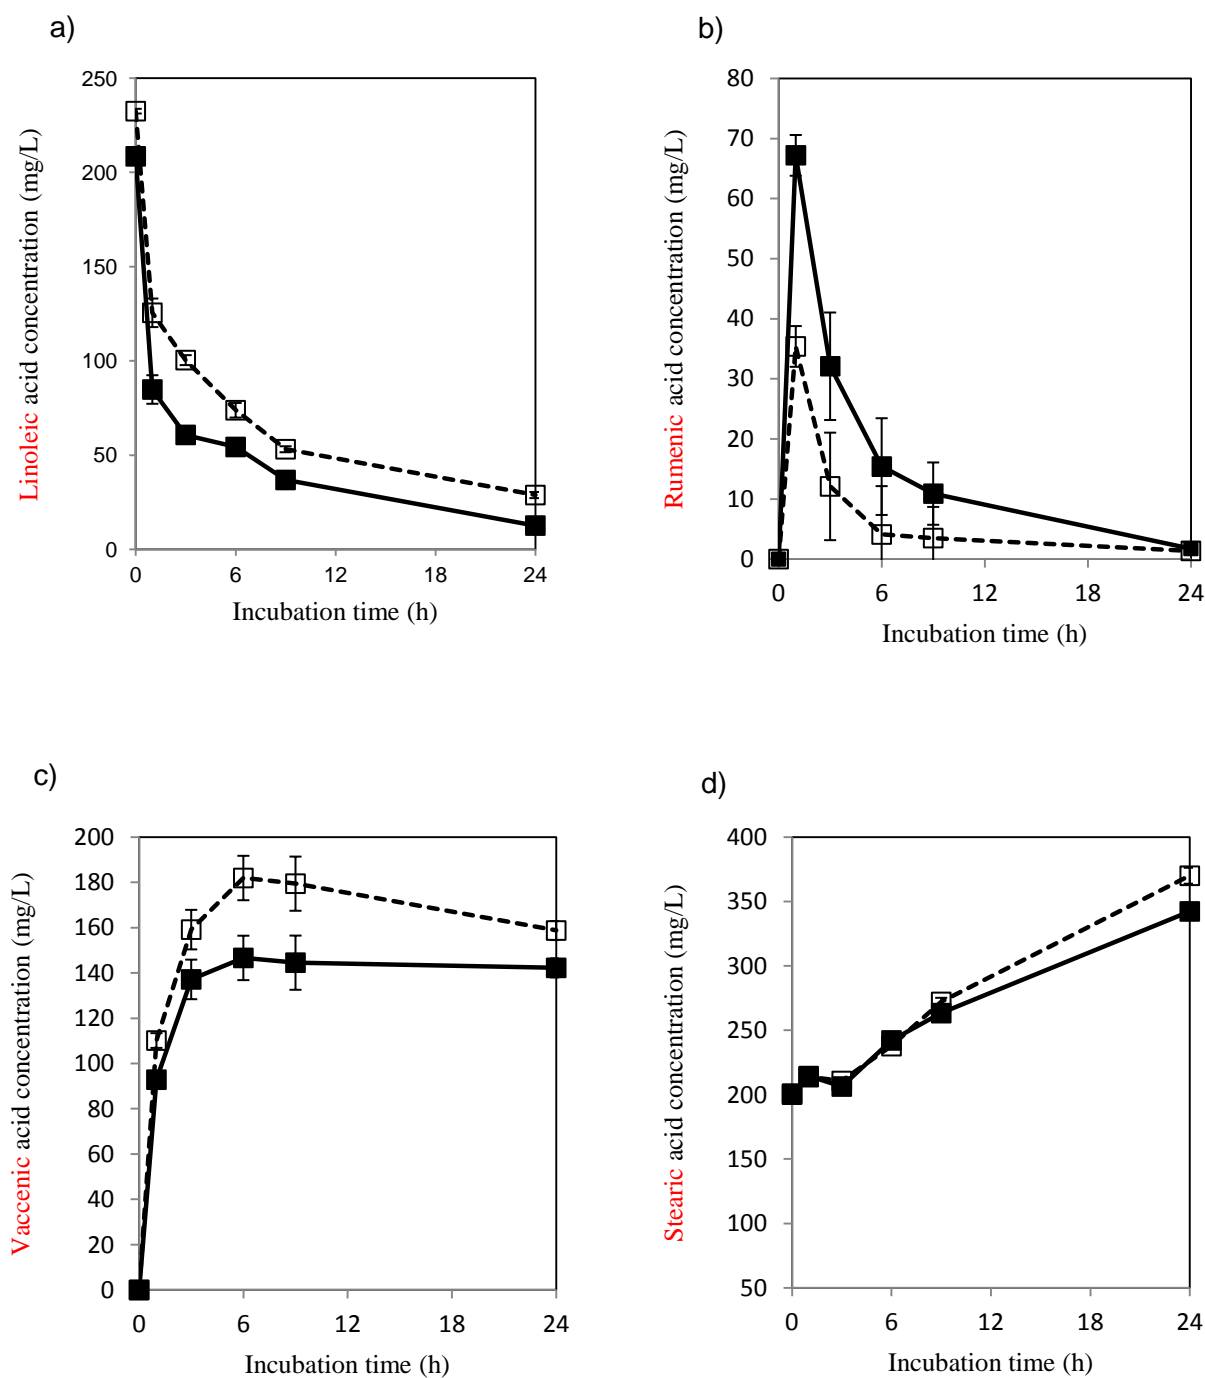 a)
250
200
150
100
50
0
0 6 12 18 24
Linoleic acid concentration (mg/L)
Incubation time (h)
b)
80
70
60
50
40
30
20
10
0
0 6 12 18 24
Rumenic acid concentration (mg/L)
Incubation time (h)
c)
200
180
160
140
120
100
80
60
40
20
0
0 6 12 18 24
Vaccenic acid concentration (mg/L)
Incubation time (h)
d)
400
350
300
250
200
150
100
50
0 6 12 18 24
Stearic acid concentration (mg/L)
Incubation time (h)